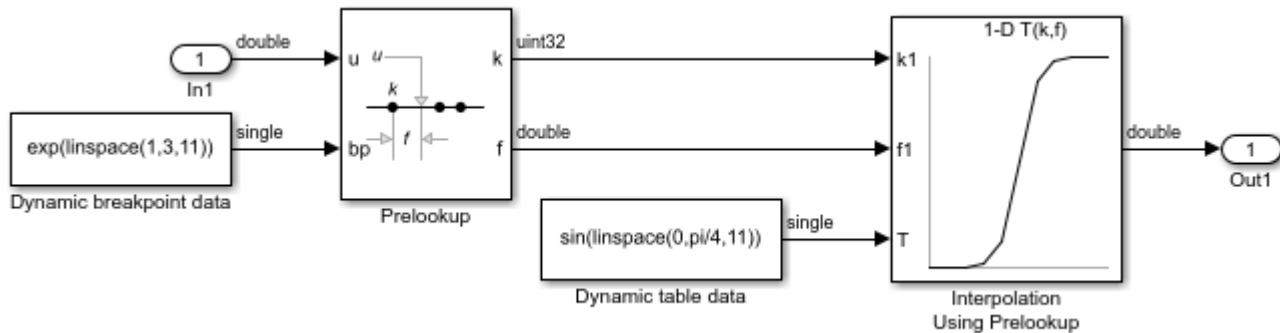 1-D T(k,f)
double
uint32
1
In1
u
u
k
k1
k
f
single
exp(linspace(1,3,11))
Dynamic breakpoint data
bp
f
double
f1
Prelookup
double
1
Out1
sin(linspace(0,pi/4,11))
single
T
Dynamic table data
Interpolation
Using Prelookup